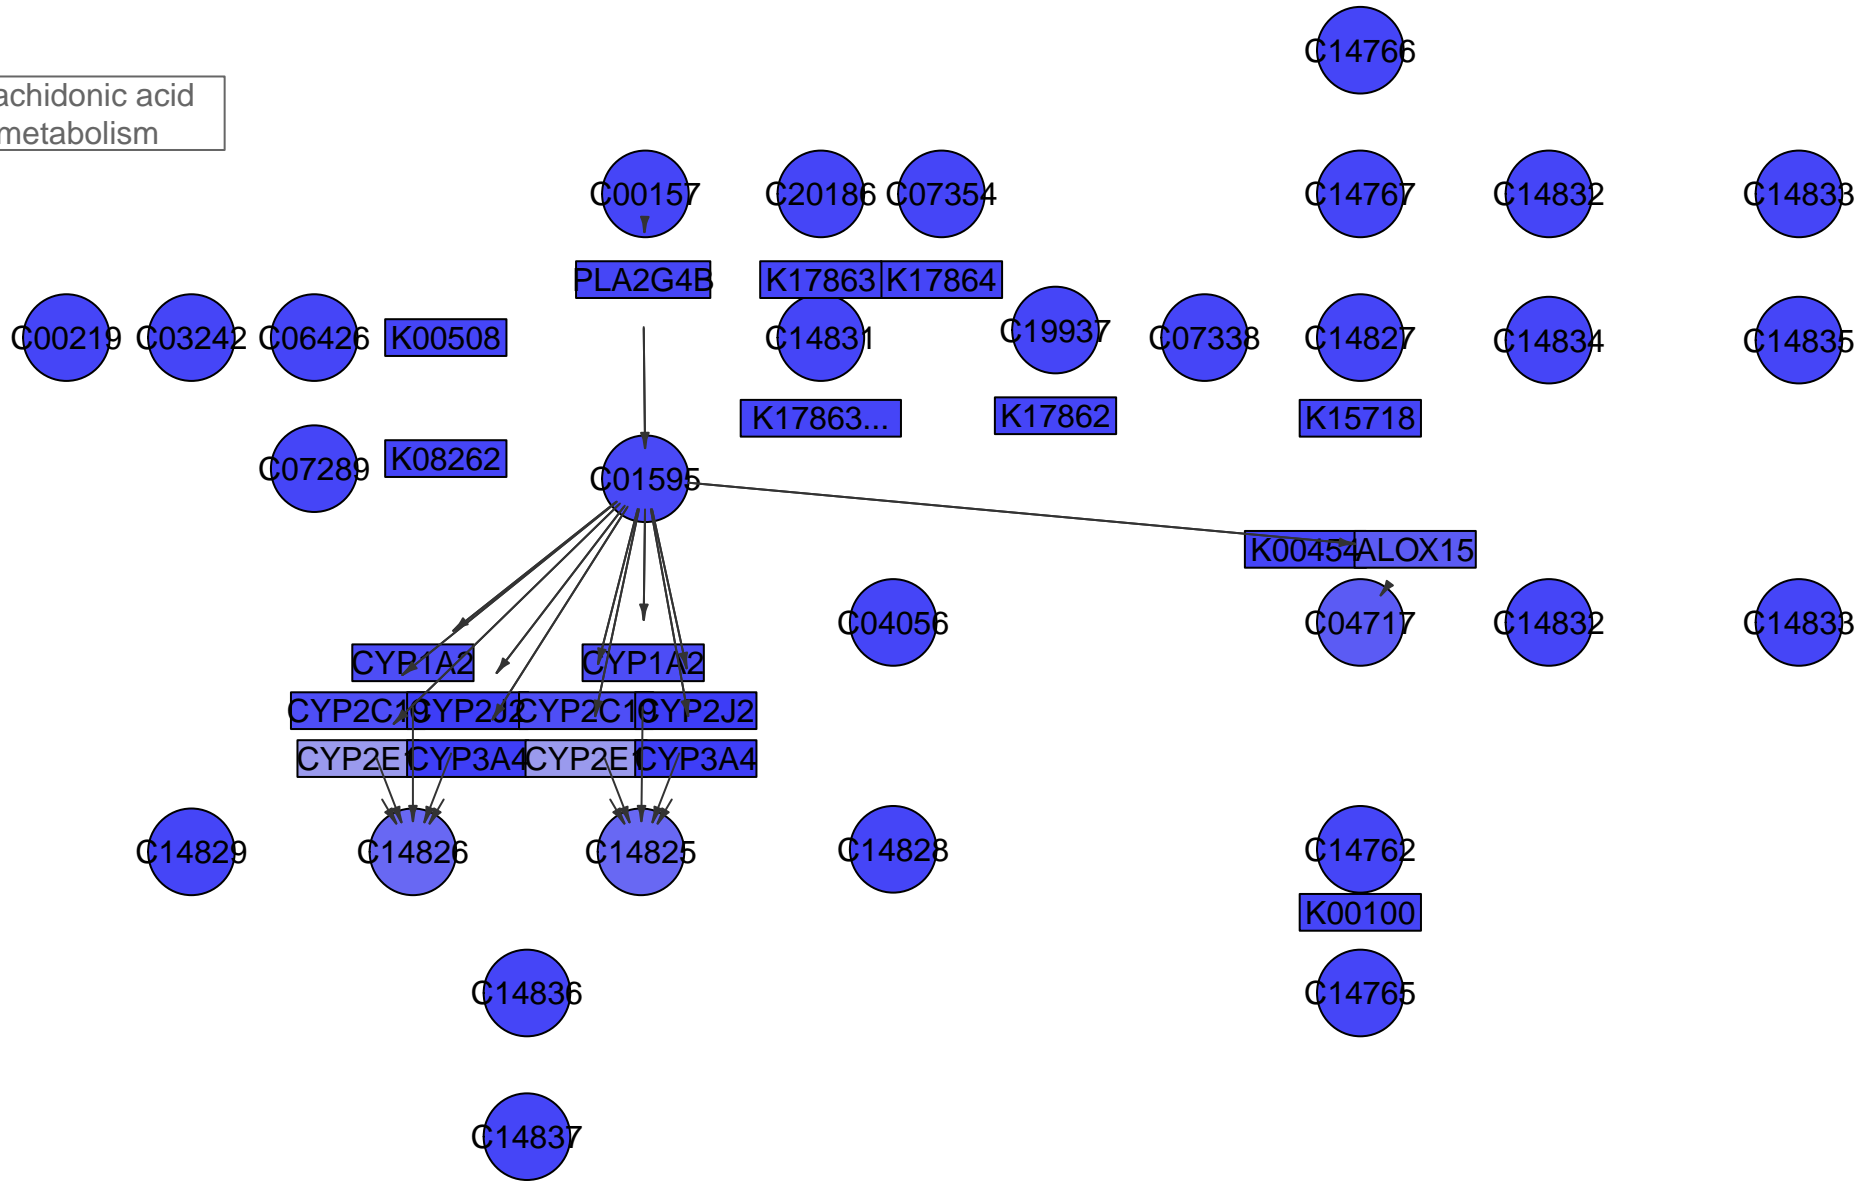 C14766
achidonic acid
metabolism
C00157
C20186
C07354
C14767
C14832
C14833
PLA2G4B
K17863
K17864
C00219
C03242
C06426
K00508
C14831
C19937
C07338
C14827
C14834
C14835
K17863...
K17862
K15718
C07289
K08262
C01595
K00454
ALOX15
C04056
C04717
C14832
C14833
CYP1A2
CYP1A2
CYP2C19
CYP2J2
CYP2C19
CYP2J2
CYP2E1
CYP3A4
CYP2E1
CYP3A4
C14829
C14826
C14825
C14828
C14762
K00100
C14836
C14765
C14837